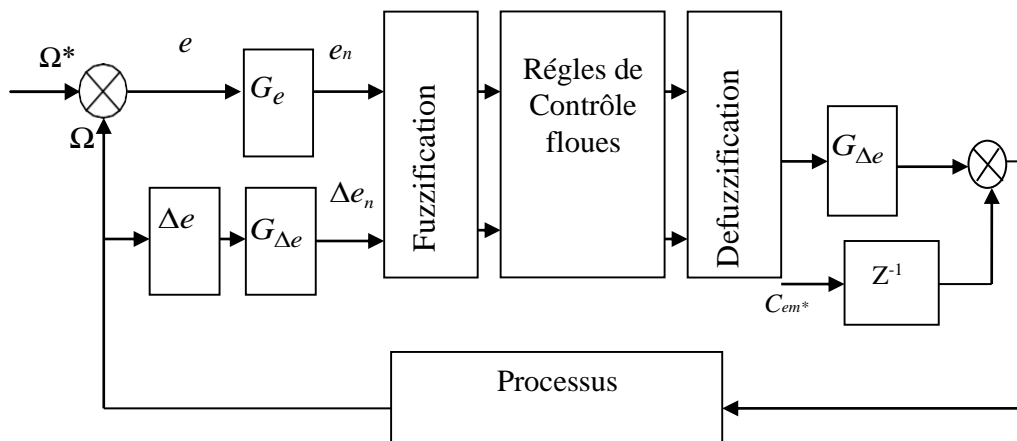 Ω*
e
G_e
e_n
Fuzzification
Régles de
Contrôle
floues
Defuzzification
G_Δe
Ω
Δe
G_Δe
Δe_n
C_em*
Z⁻¹
Processus